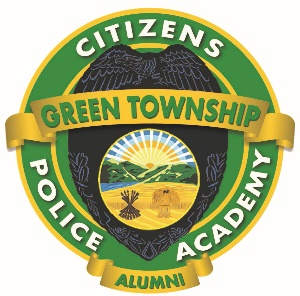 CITIZENS
GREEN TOWNSHIP
POLICE ACADEMY
ALUMNI